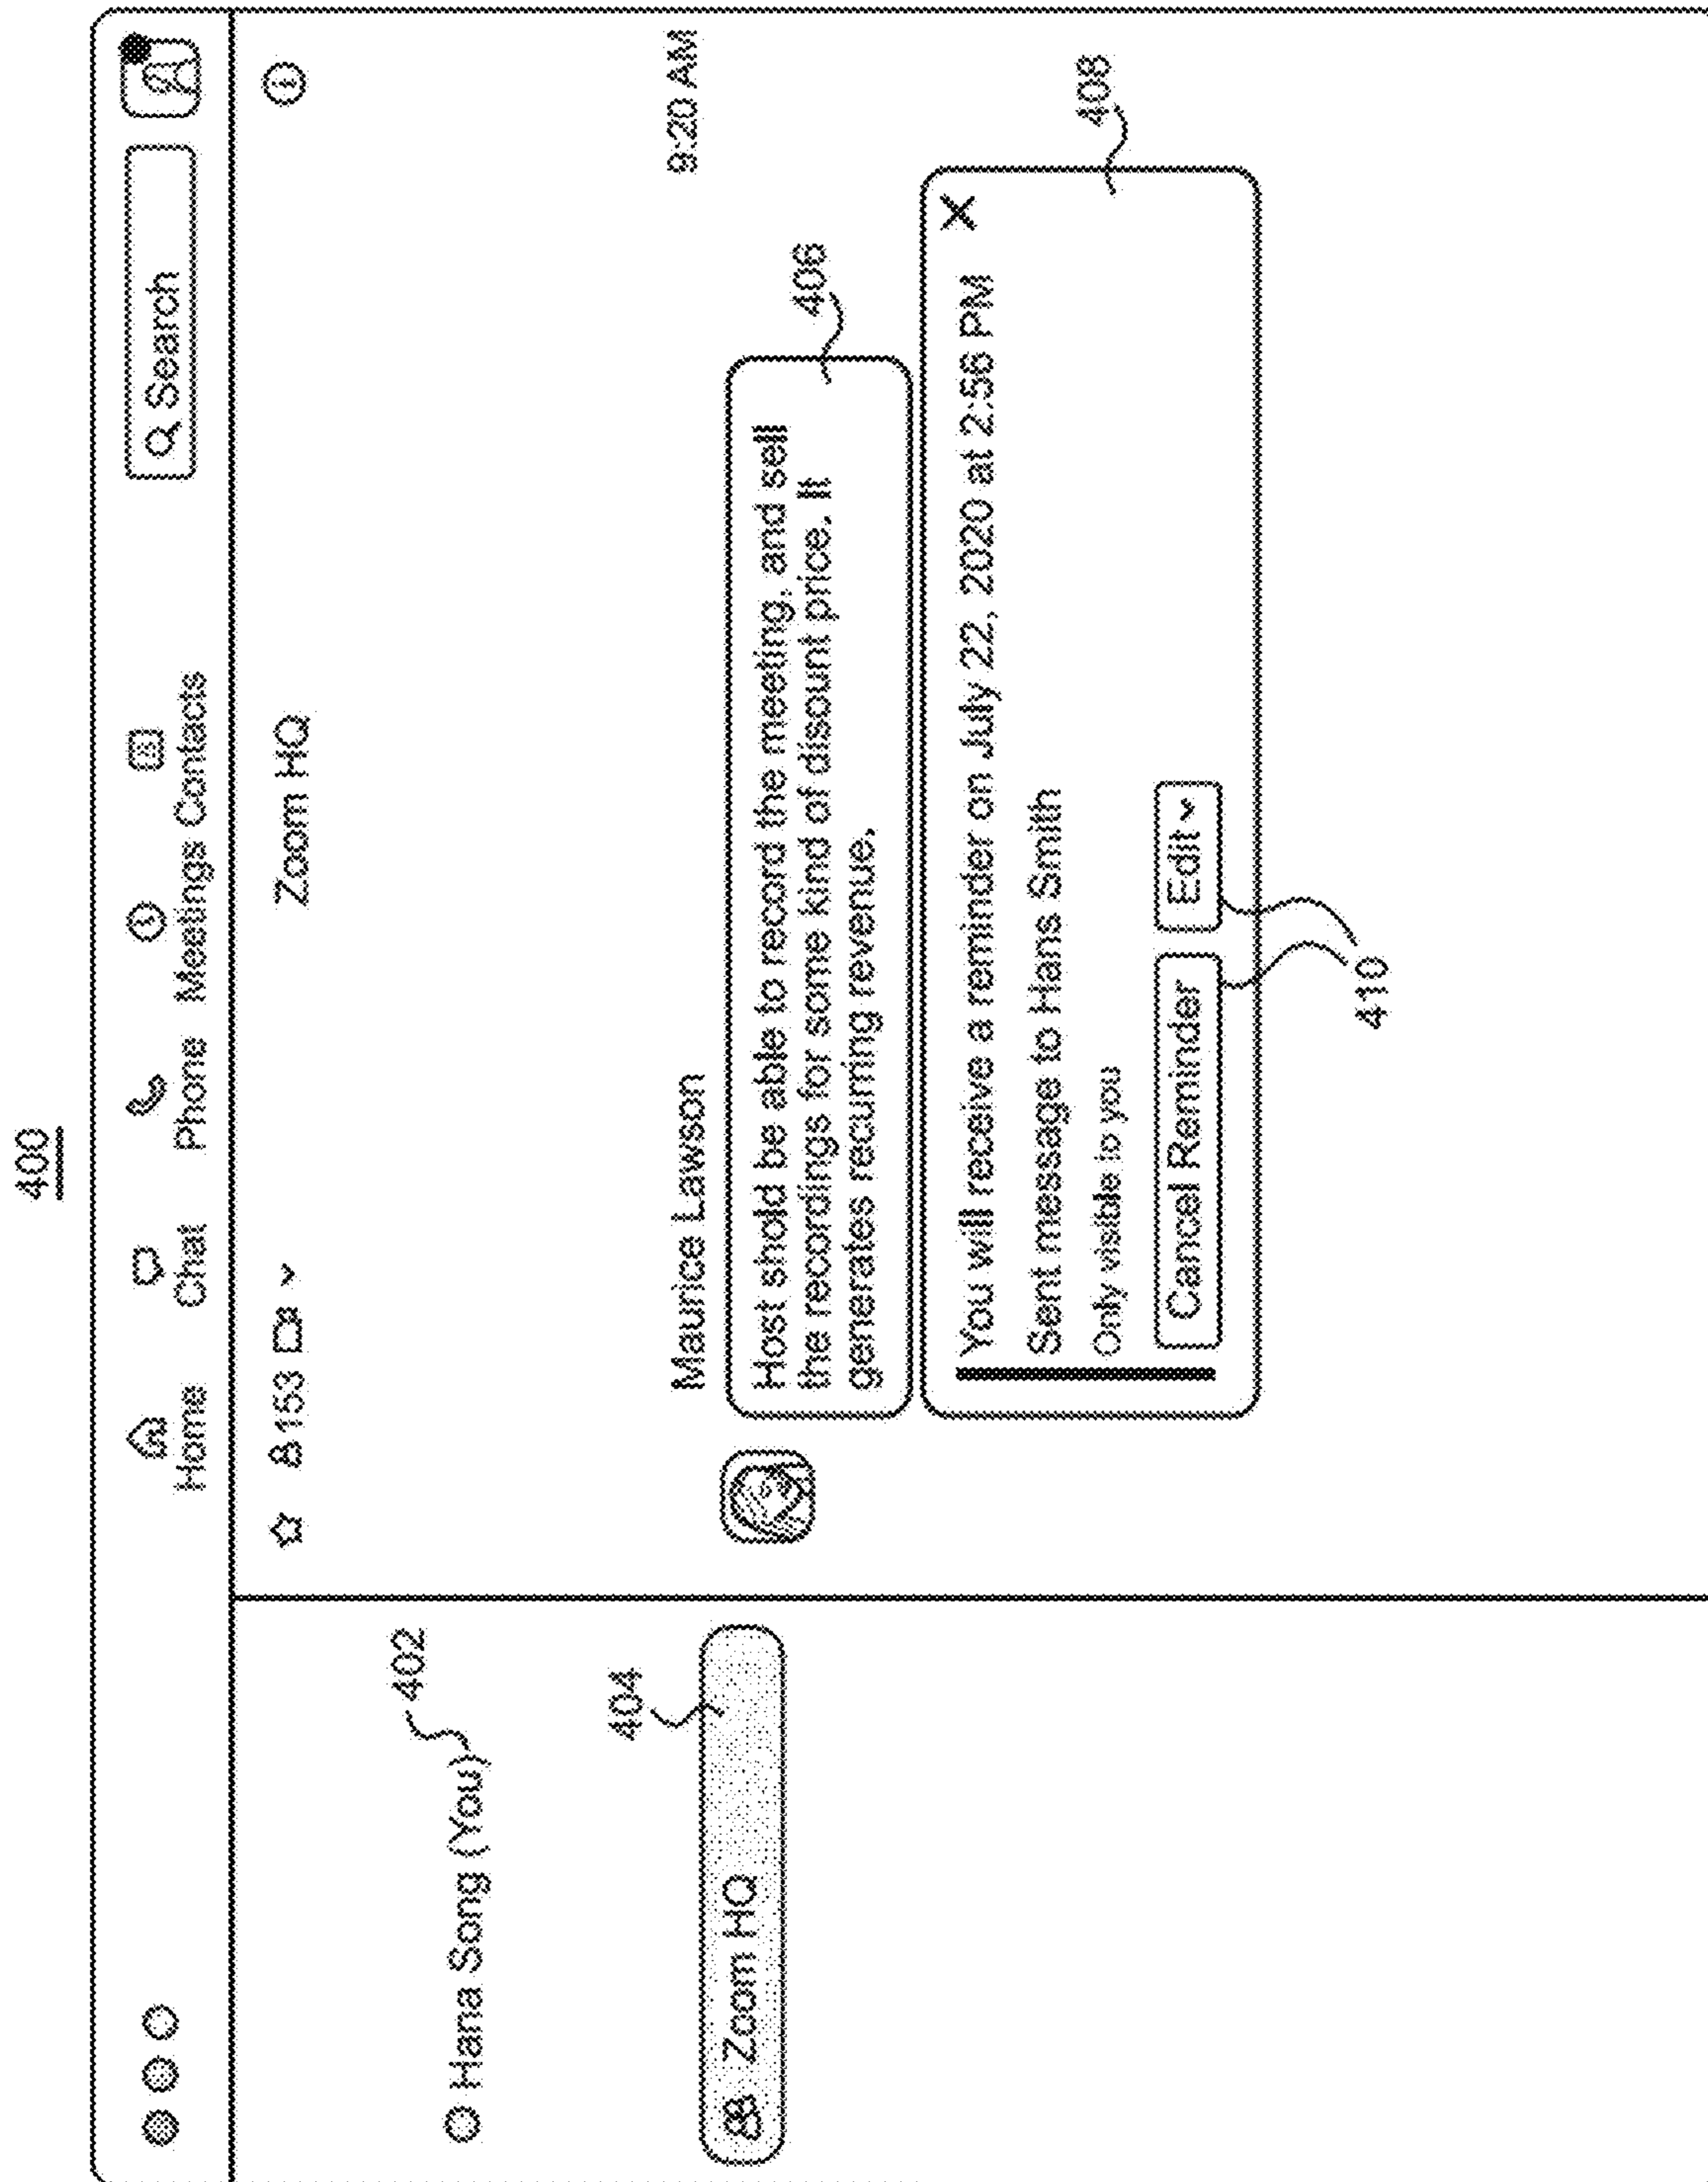 400
Home Chat Phone Meetings Contacts
Search
153
Zoom HQ
Hana Song (You)
402
404
Zoom HQ
Maurice Lawson
9:20 AM
Host shold be able to record the meeting, and sell
the recordings for some kind of disount price. It
generates recurring revenue.
406
You will receive a reminder on July 22, 2020 at 2:56 PM
X
408
Sent message to Hans Smith
Only visible to you
Cancel Reminder
Edit
410